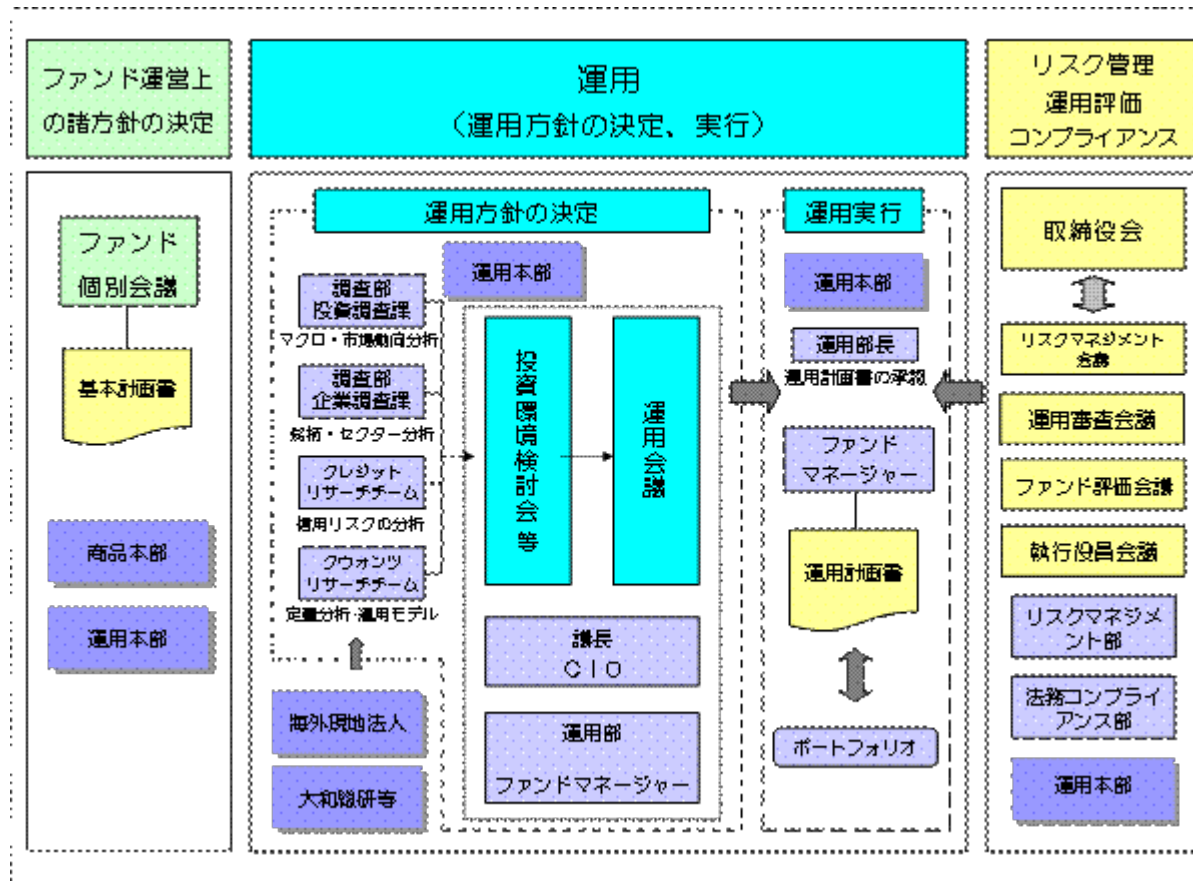 ファンド運営上
の諸方針の決定
運用
（運用方針の決定、実行）
リスク管理
運用評価
コンプライアンス
ファンド
個別会議
基本計画書
商品本部
運用本部
運用方針の決定
運用本部
調査部
投資調査課
マクロ・市場動向分析
調査部
企業調査課
銘柄・セクター分析
クレジット
リサーチチーム
信用リスクの分析
クウォンツ
リサーチチーム
定量分析・運用モデル
海外現地法人
大和総研等
投資環境検討会等
運用会議
議長
ＣＩＯ
運用部
ファンドマネージャー
運用実行
運用本部
運用部長
運用計画書の承認
ファンド
マネージャー
運用計画書
ポートフォリオ
取締役会
リスクマネジメント
会議
運用審査会議
ファンド評価会議
執行役員会議
リスクマネジメ
ント部
法務コンプライ
アンス部
運用本部